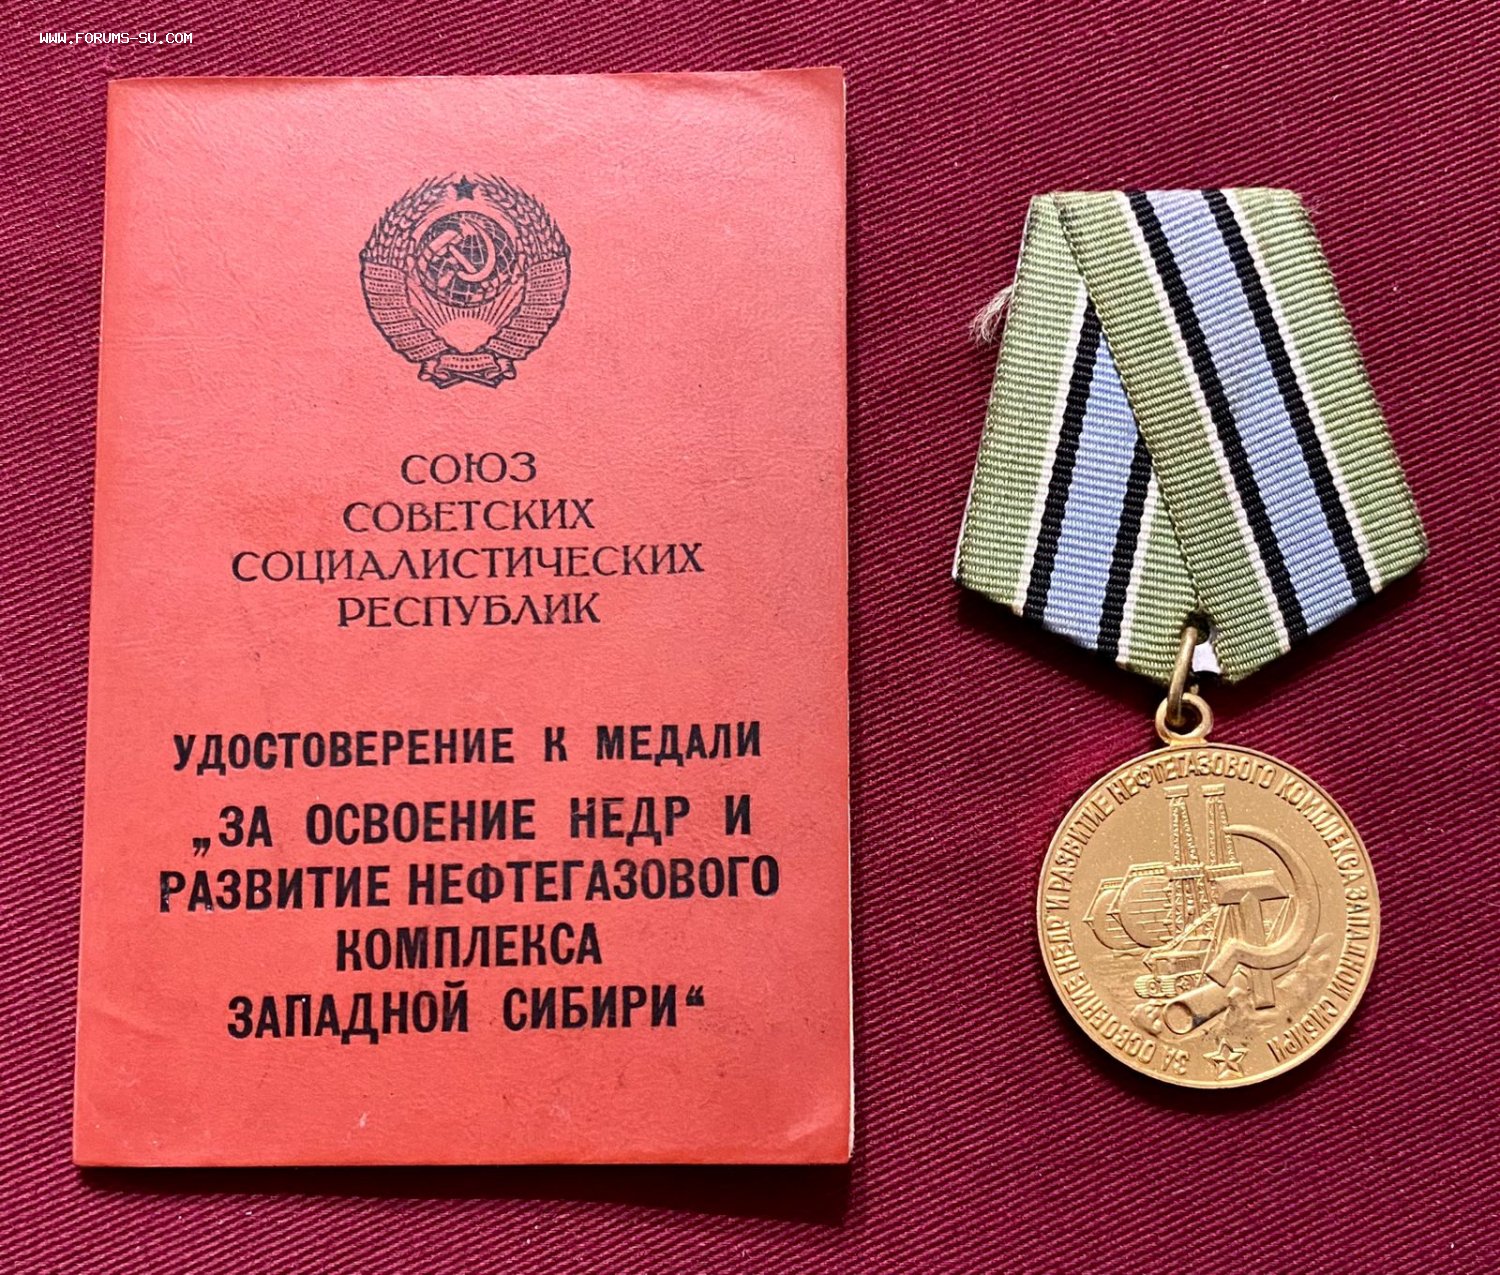 WWW.FORUMS-SU.COM
СОЮЗ
СОВЕТСКИХ
СОЦИАЛИСТИЧЕСКИХ
РЕСПУБЛИК
УДОСТОВЕРЕНИЕ К МЕДАЛИ
„ЗА ОСВОЕНИЕ НЕДР И
РАЗВИТИЕ НЕФТЕГАЗОВОГО
КОМПЛЕКСА
ЗАПАДНОЙ СИБИРИ“
ЗА ОСВОЕНИЕ НЕДР И РАЗВИТИЕ НЕФТЕГАЗОВОГО КОМПЛЕКСА ЗАПАДНОЙ СИБИРИ